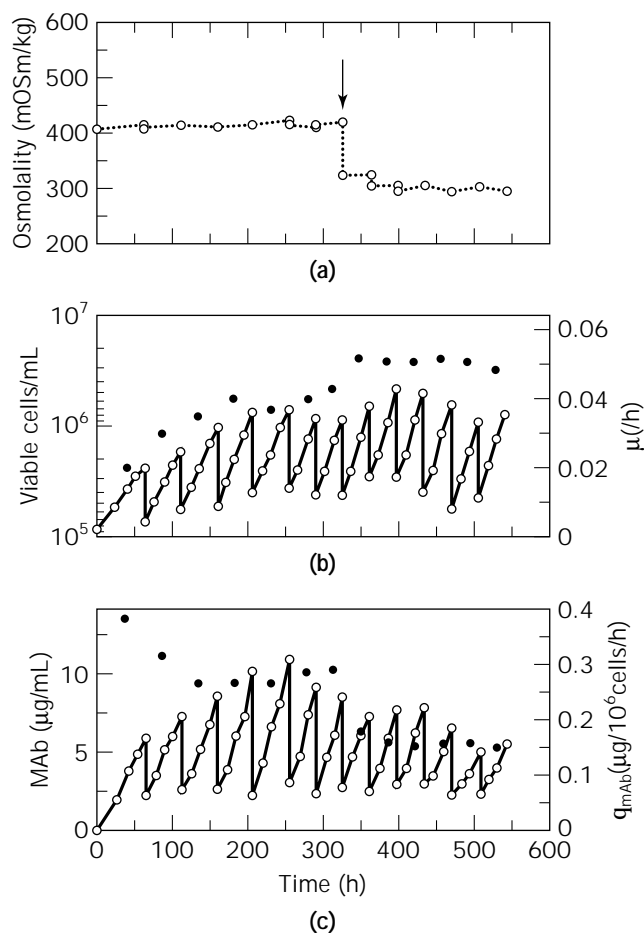 600
500
400
300
200
Osmolality (mOSm/kg)
(a)
10⁷
10⁶
10⁵
Viable cells/mL
0.06
0.04
0.02
0
μ(/h)
(b)
10
5
0
MAb (μg/mL)
0.4
0.3
0.2
0.1
0
qmAb(μg/10⁶cells/h)
0 100 200 300 400 500 600
Time (h)
(c)